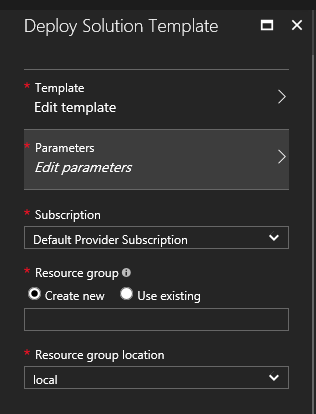 Deploy Solution Template
* Template
Edit template
* Parameters
Edit parameters
* Subscription
Default Provider Subscription
* Resource group
Create new Use existing
* Resource group location
local